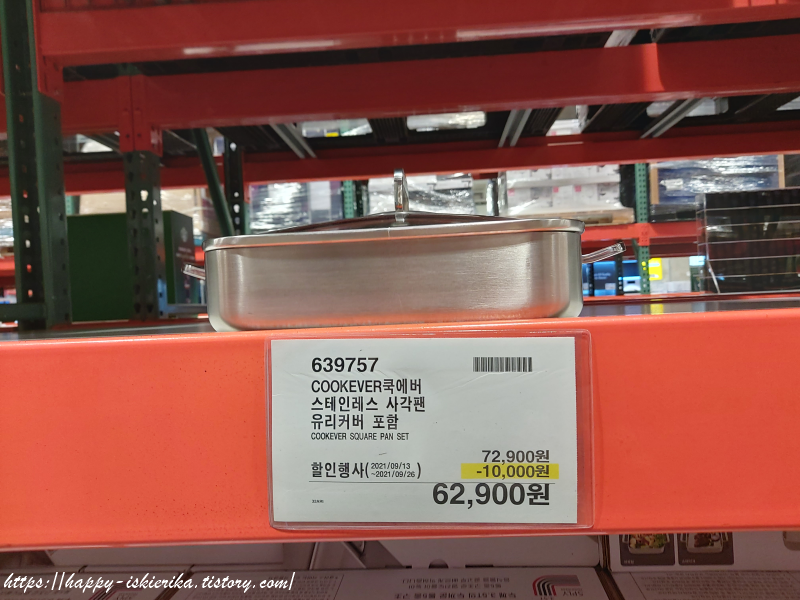 639757
COOKEVER쿡에버
스테인레스 사각팬
유리커버 포함
COOKEVER SQUARE PAN SET
72,900원
할인행사(2021/09/13 ~2021/09/26) -10,000원
62,900원
https://happy-iskierika.tistory.com/